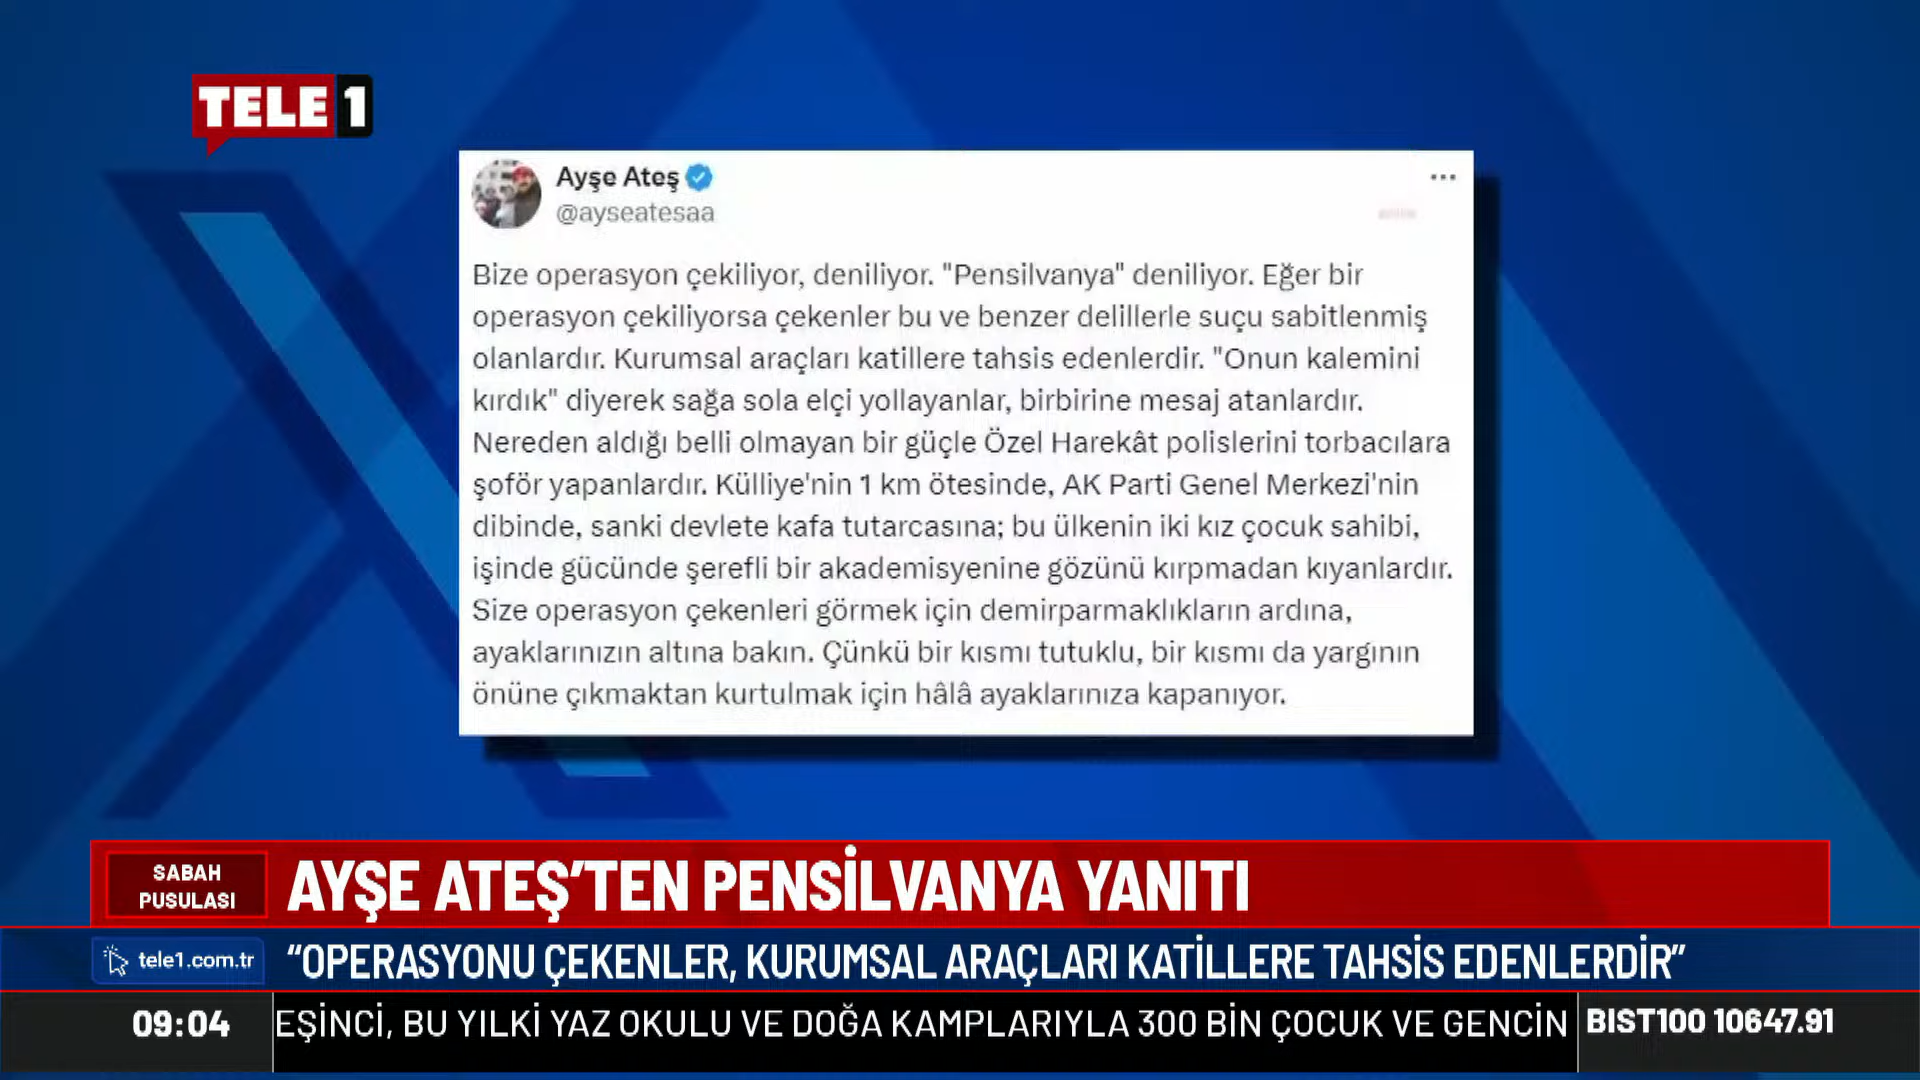 TELE1
Ayşe Ateş
@ayseatesaa
Bize operasyon çekiliyor, deniliyor. "Pensilvanya" deniliyor. Eğer bir
operasyon çekiliyorsa çekenler bu ve benzer delillerle suçu sabitlenmiş
olanlardır. Kurumsal araçları katillere tahsis edenlerdir. "Onun kalemini
kırdık" diyerek sağa sola elçi yollayanlar, birbirine mesaj atanlardır.
Nereden aldığı belli olmayan bir güçle Özel Harekât polislerini torbacılara
şoför yapanlardır. Külliye'nin 1 km ötesinde, AK Parti Genel Merkezi'nin
dibinde, sanki devlete kafa tutarcasına; bu ülkenin iki kız çocuk sahibi,
işinde gücünde şerefli bir akademisyenine gözünü kırpmadan kıyanlardır.
Size operasyon çekenleri görmek için demirparmaklıkların ardına,
ayaklarınızın altına bakın. Çünkü bir kısmı tutuklu, bir kısmı da yargının
önüne çıkmaktan kurtulmak için hâlâ ayaklarınıza kapanıyor.
SABAH
PUSULASI
AYŞE ATEŞ'TEN PENSİLVANYA YANITI
tele1.com.tr
“OPERASYONU ÇEKENLER, KURUMSAL ARAÇLARI KATİLLERE TAHSİS EDENLERDİR”
09:04
EŞİNCİ, BU YILKİ YAZ OKULU VE DOĞA KAMPLARIYLA 300 BİN ÇOCUK VE GENCİN
BIST100 10647.91